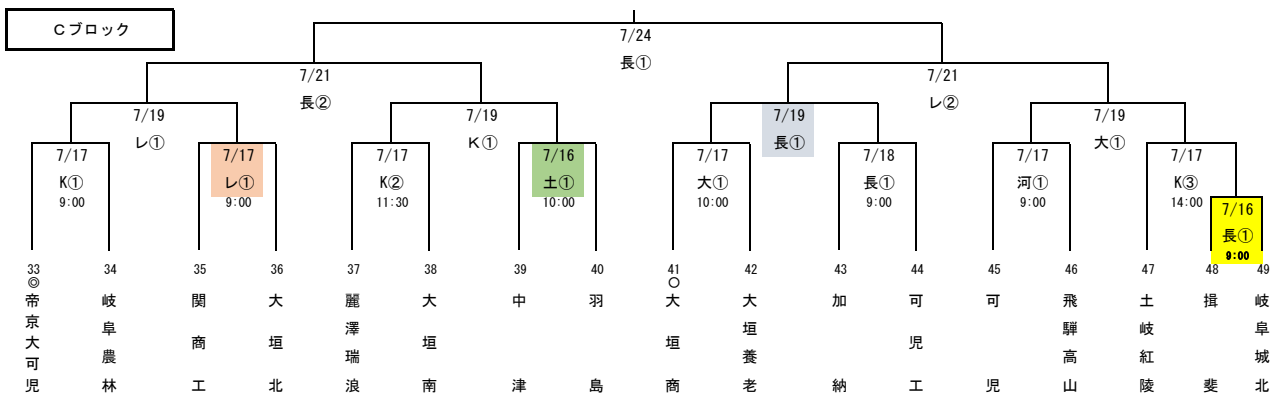 Cブロック
7/24
長①
7/21
長②
7/21
レ②
7/19
レ①
7/19
K①
7/19
長①
7/19
大①
7/17
K①
9:00
7/17
レ①
9:00
7/17
K②
11:30
7/16
土①
10:00
7/17
大①
10:00
7/18
長①
9:00
7/17
河①
9:00
7/17
K③
14:00
7/16
長①
9:00
33
◎
帝京大可児
34
岐阜農林
35
関商工
36
大垣北
37
麗澤瑞浪
38
大垣南
39
中津
40
羽島
41
○
大垣商
42
大垣養老
43
加納
44
可児工
45
可児
46
飛騨高山
47
土岐紅陵
48
揖斐
49
岐阜城北